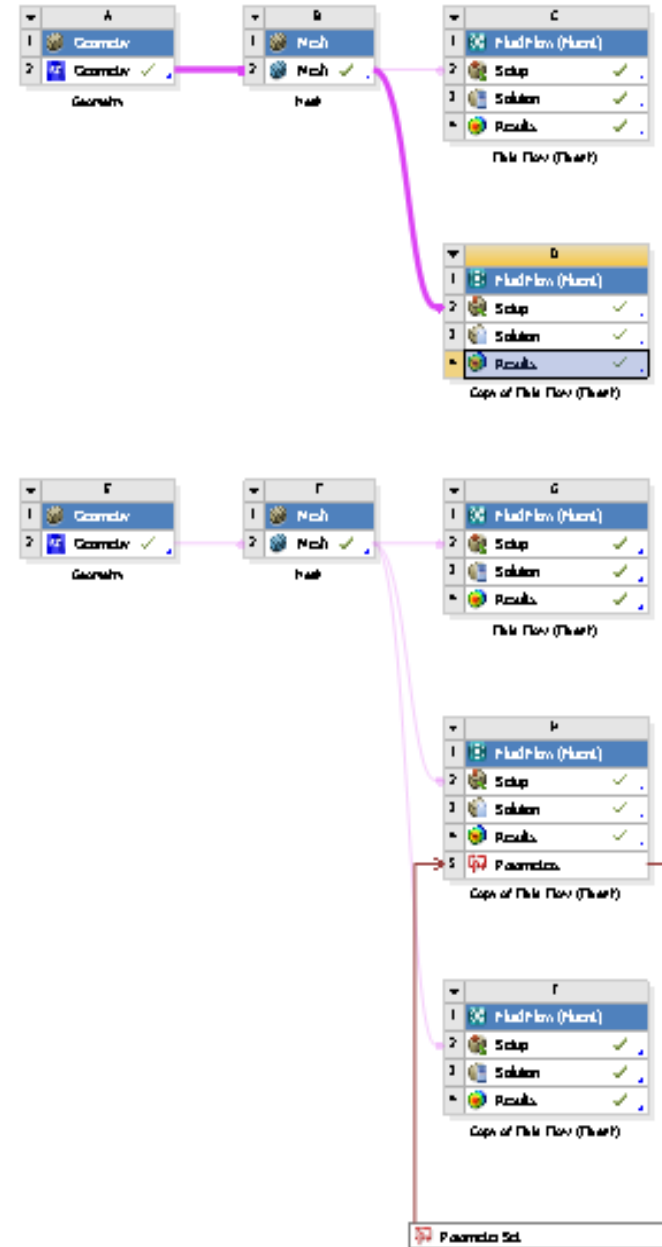 A
1 Geometry
2 Geometry
Geometry
B
1 Mesh
2 Mesh
Mesh
C
1 Fluid Flow (Fluent)
2 Setup
3 Solution
4 Results
Fluid Flow (Fluent)
D
1 Fluid Flow (Fluent)
2 Setup
3 Solution
4 Results
Copy of Fluid Flow (Fluent)
E
1 Geometry
2 Geometry
Geometry
F
1 Mesh
2 Mesh
Mesh
G
1 Fluid Flow (Fluent)
2 Setup
3 Solution
4 Results
Fluid Flow (Fluent)
H
1 Fluid Flow (Fluent)
2 Setup
3 Solution
4 Results
5 Parameters
Copy of Fluid Flow (Fluent)
I
1 Fluid Flow (Fluent)
2 Setup
3 Solution
4 Results
Copy of Fluid Flow (Fluent)
Parameter Set